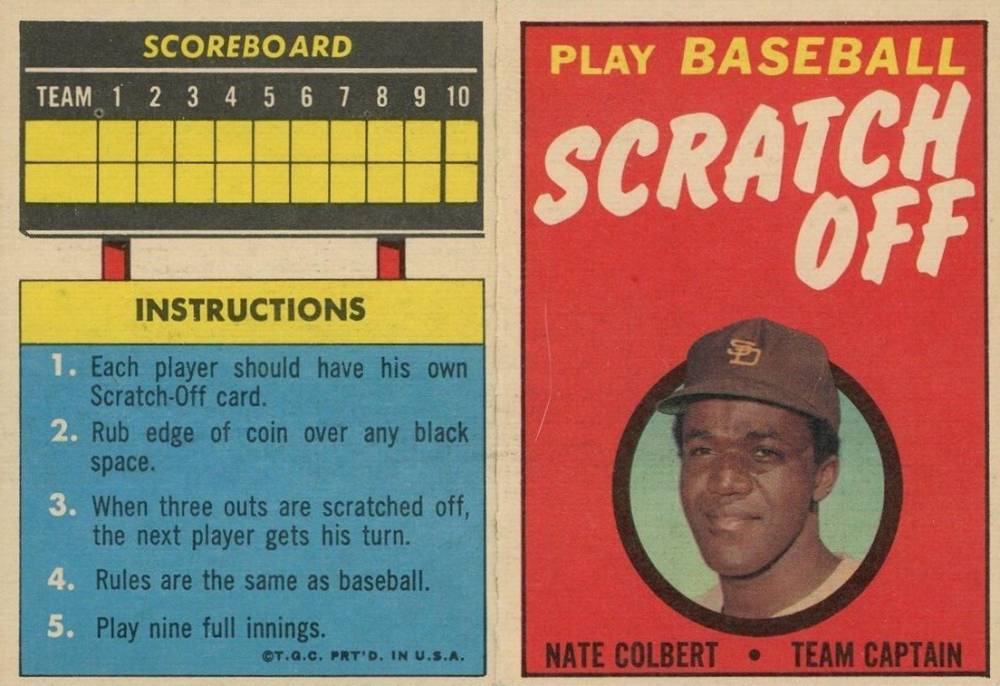 SCOREBOARD
TEAM 1 2 3 4 5 6 7 8 9 10
INSTRUCTIONS
1. Each player should have his own
Scratch-Off card.
2. Rub edge of coin over any black
space.
3. When three outs are scratched off,
the next player gets his turn.
4. Rules are the same as baseball.
5. Play nine full innings.
©T.G.C. PRT'D. IN U.S.A.
PLAY BASEBALL
SCRATCH
OFF
SD
NATE COLBERT • TEAM CAPTAIN